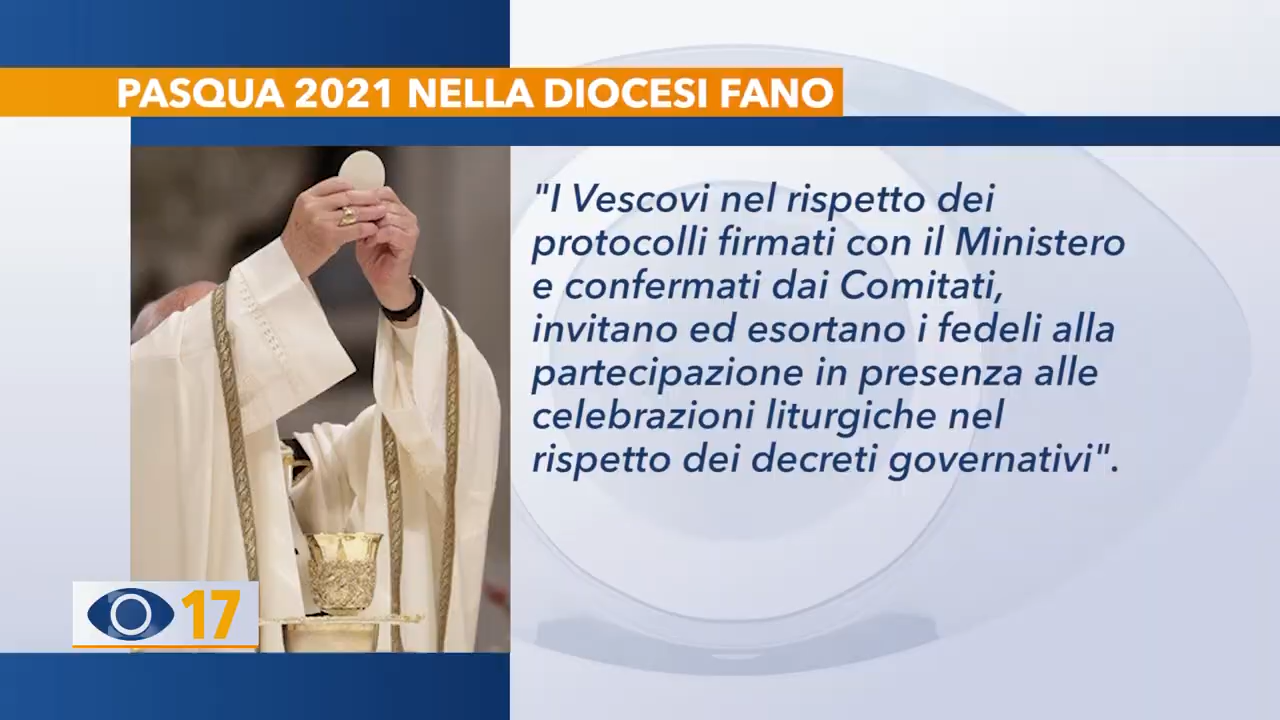 PASQUA 2021 NELLA DIOCESI FANO
"I Vescovi nel rispetto dei
protocolli firmati con il Ministero
e confermati dai Comitati,
invitano ed esortano i fedeli alla
partecipazione in presenza alle
celebrazioni liturgiche nel
rispetto dei decreti governativi".
17